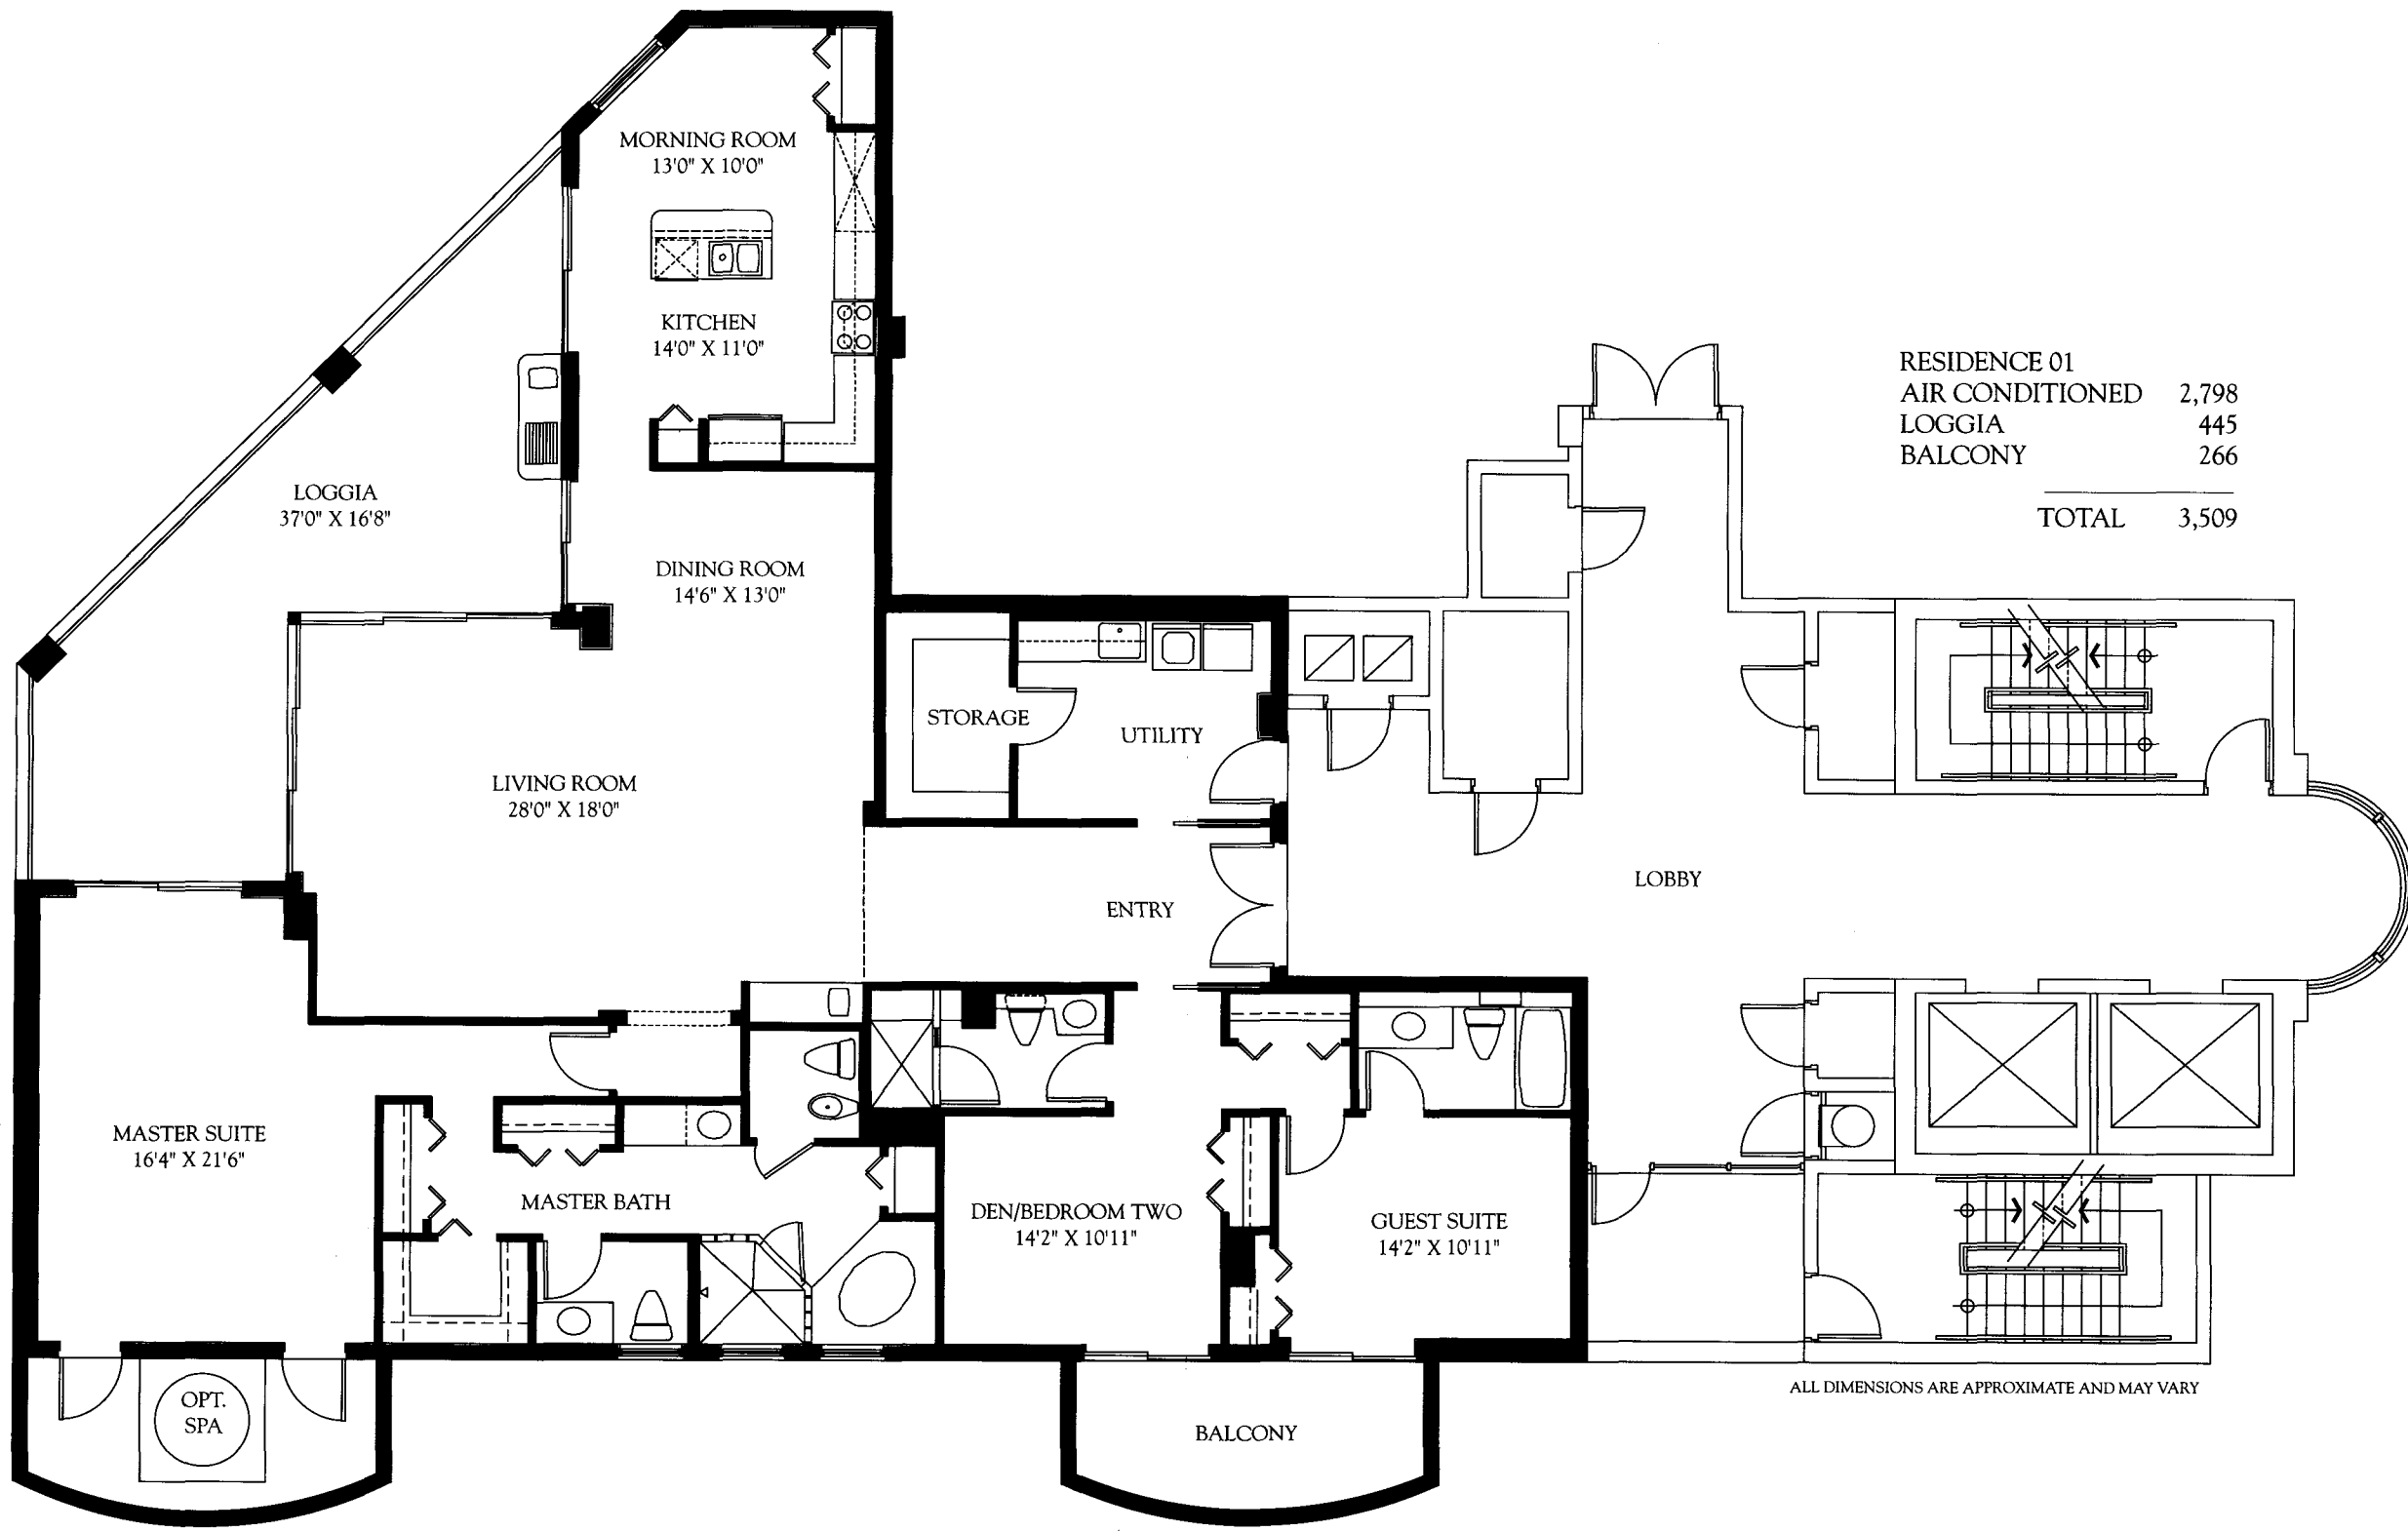 MORNING ROOM
13'0" X 10'0"
KITCHEN
14'0" X 11'0"
RESIDENCE 01
AIR CONDITIONED 2,798
LOGGIA 445
BALCONY 266
TOTAL 3,509
LOGGIA
37'0" X 16'8"
DINING ROOM
14'6" X 13'0"
STORAGE
UTILITY
LIVING ROOM
28'0" X 18'0"
LOBBY
ENTRY
MASTER SUITE
16'4" X 21'6"
MASTER BATH
DEN/BEDROOM TWO
14'2" X 10'11"
GUEST SUITE
14'2" X 10'11"
OPT.
SPA
BALCONY
ALL DIMENSIONS ARE APPROXIMATE AND MAY VARY